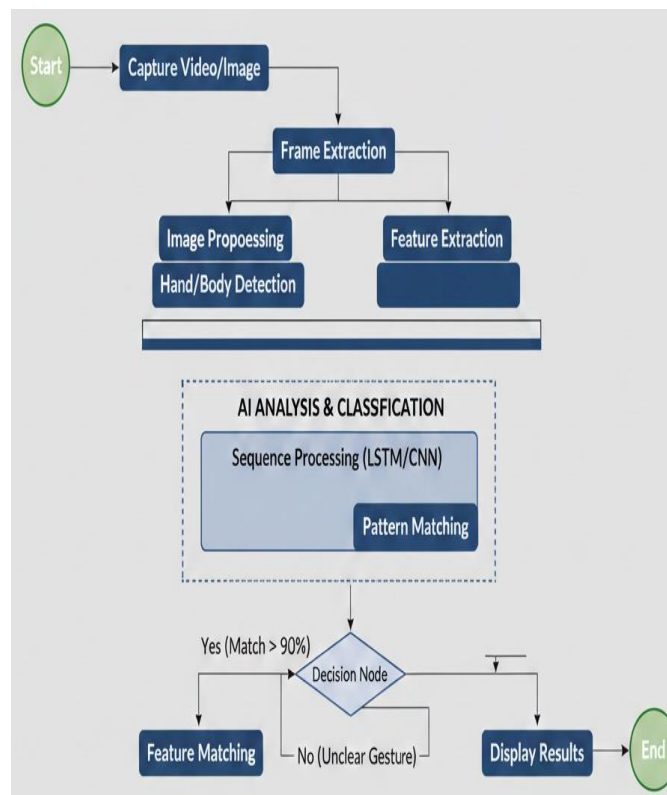 Start
Capture Video/Image
Frame Extraction
Image Propoessing
Feature Extraction
Hand/Body Detection
AI ANALYSIS & CLASSFICATION
Sequence Processing (LSTM/CNN)
Pattern Matching
Yes (Match > 90%)
Decision Node
Feature Matching
No (Unclear Gesture)
Display Results
End